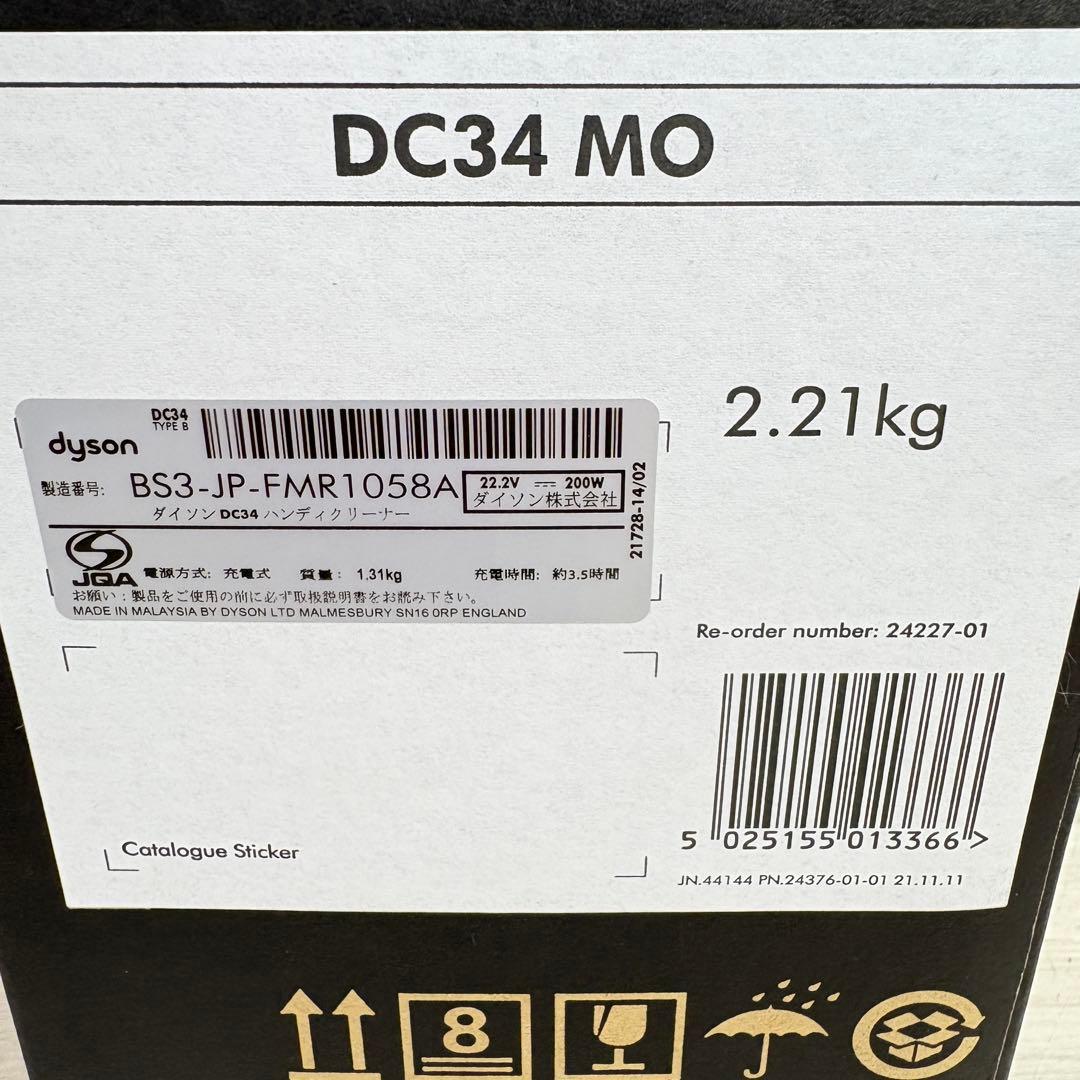 DC34 MO
2.21kg
dyson
DC34
TYPE B
製造番号: BS3-JP-FMR1058A
22.2V ⎓ 200W
ダイソン株式会社
ダイソン DC34 ハンディクリーナー
21728-14/02
JQA
電源方式: 充電式 質量: 1.31kg 充電時間: 約3.5時間
お願い:製品をご使用の前に必ず取扱説明書をお読み下さい。
MADE IN MALAYSIA BY DYSON LTD MALMESBURY SN16 0RP ENGLAND
Re-order number: 24227-01
5 025155 013366 >
Catalogue Sticker
JN.44144 PN.24376-01-01 21.11.11
8